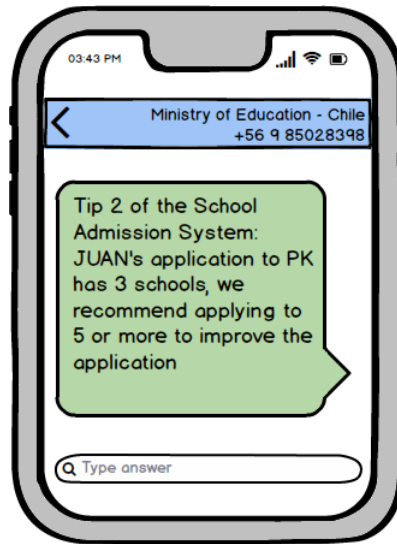 03:43 PM
Ministry of Education - Chile
+56 9 85028398
Tip 2 of the School
Admission System:
JUAN's application to PK
has 3 schools, we
recommend applying to
5 or more to improve the
application
Type answer